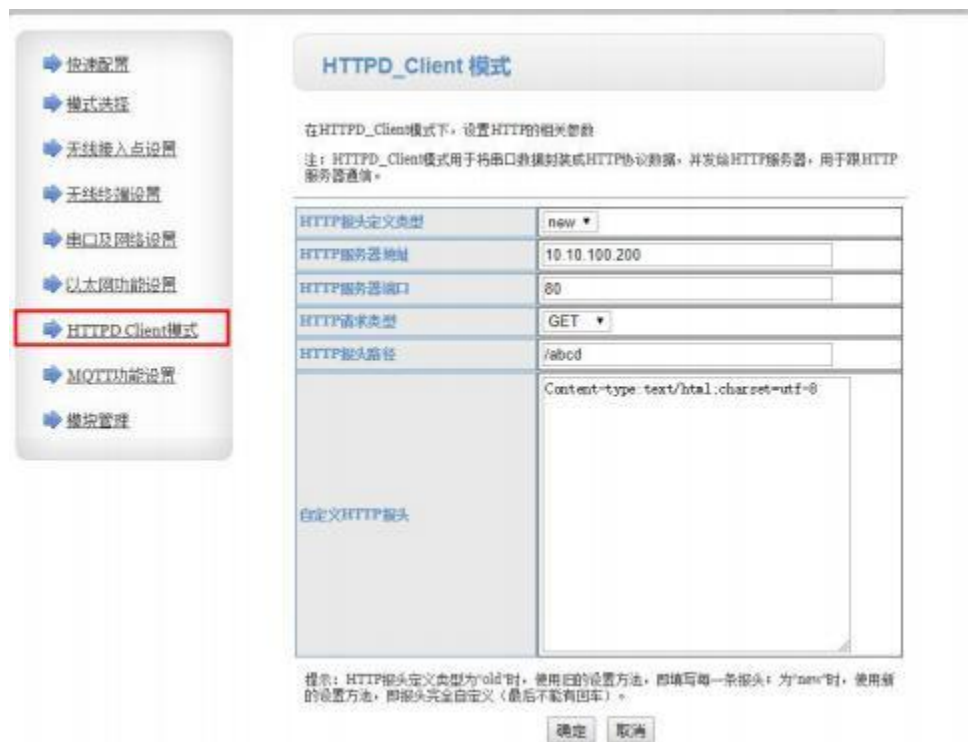 快速配置
模式选择
无线接入点设置
无线终端设置
串口及网络设置
以太网功能设置
HTTPD Client模式
MQTT功能设置
模块管理
HTTPD_Client 模式
在HTTPD_Client模式下，设置HTTP的相关参数
注：HTTPD_Client模式用于将串口数据封装成HTTP协议数据，并发给HTTP服务器，用于跟HTTP
服务器通信。
HTTP报头定义类型
new
HTTP服务器地址
10.10.100.200
HTTP服务器端口
80
HTTP请求类型
GET
HTTP报头路径
/abcd
自定义HTTP报头
Content-type:text/html;charset=utf-8
提示：HTTP报头定义类型为"old"时，使用旧的设置方法，即填写每一条报头；为"new"时，使用新
的设置方法，即报头完全自定义（最后不能有回车）。
确定
取消